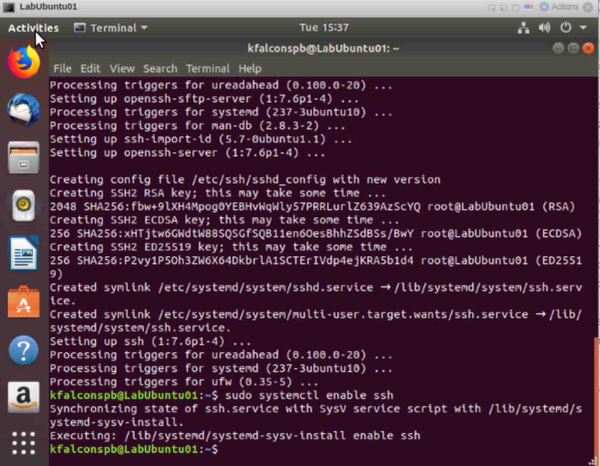 LabUbuntu01
Actions
Activities
Terminal
Tue 15:37
kfalconspb@LabUbuntu01: ~
File Edit View Search Terminal Help
Processing triggers for ureadahead (0.100.0-20) ...
Setting up openssh-sftp-server (1:7.6p1-4) ...
Processing triggers for systemd (237-3ubuntu10) ...
Processing triggers for man-db (2.8.3-2) ...
Setting up ssh-import-id (5.7-0ubuntu1.1) ...
Setting up openssh-server (1:7.6p1-4) ...
Creating config file /etc/ssh/sshd_config with new version
Creating SSH2 RSA key; this may take some time ...
2048 SHA256:fbw+9lXH4Mpog0YEBHvWqWly57PRRLurlZ639AzScYQ root@LabUbuntu01 (RSA)
Creating SSH2 ECDSA key; this may take some time ...
256 SHA256:xHTjtw6GWdtW88SQSGfSQB11en6OesBhhZSdBSs/BwY root@LabUbuntu01 (ECDSA)
Creating SSH2 ED25519 key; this may take some time ...
256 SHA256:P2vy1P5Oh3ZW6X64DkbrlA1SCTErIVdp4ejKRASb1d4 root@LabUbuntu01 (ED2551
9)
Created symlink /etc/systemd/system/sshd.service → /lib/systemd/system/ssh.serv
ice.
Created symlink /etc/systemd/system/multi-user.target.wants/ssh.service → /lib/
systemd/system/ssh.service.
Setting up ssh (1:7.6p1-4) ...
Processing triggers for ureadahead (0.100.0-20) ...
Processing triggers for systemd (237-3ubuntu10) ...
Processing triggers for ufw (0.35-5) ...
kfalconspb@LabUbuntu01:~$ sudo systemctl enable ssh
Synchronizing state of ssh.service with SysV service script with /lib/systemd/s
ystemd-sysv-install.
Executing: /lib/systemd/systemd-sysv-install enable ssh
kfalconspb@LabUbuntu01:~$